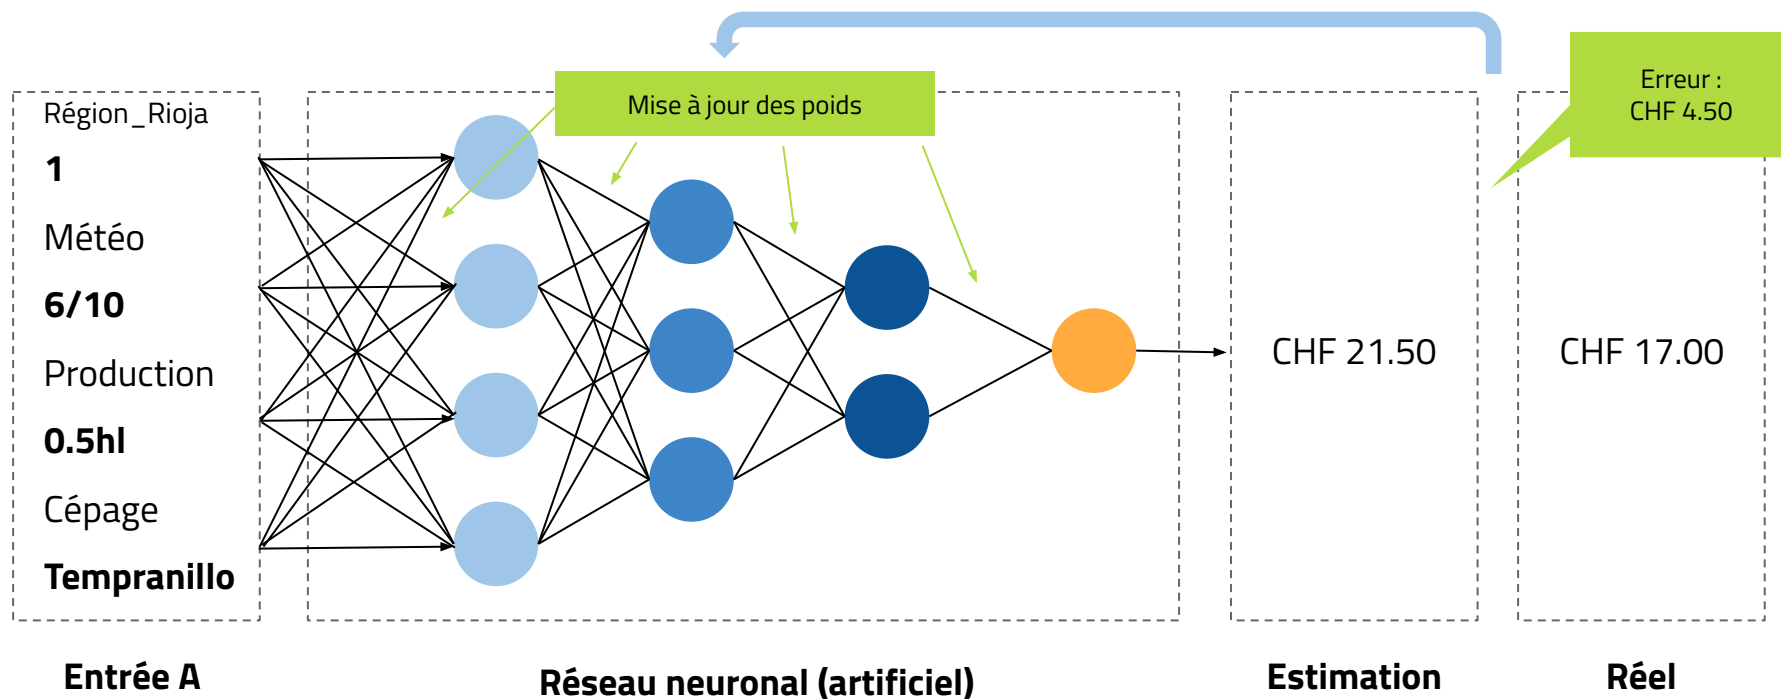 Région_Rioja
1
Météo
6/10
Production
0.5hl
Cépage
Tempranillo
Entrée A
Mise à jour des poids
Réseau neuronal (artificiel)
CHF 21.50
Estimation
Erreur :
CHF 4.50
CHF 17.00
Réel